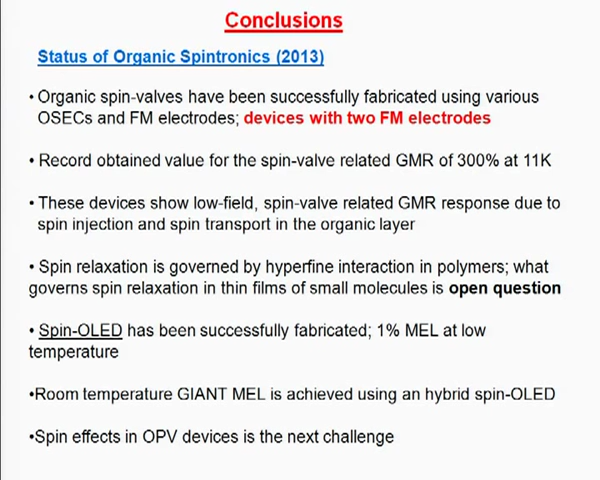 Conclusions
Status of Organic Spintronics (2013)
• Organic spin-valves have been successfully fabricated using various
OSECs and FM electrodes; devices with two FM electrodes
• Record obtained value for the spin-valve related GMR of 300% at 11K
• These devices show low-field, spin-valve related GMR response due to
spin injection and spin transport in the organic layer
• Spin relaxation is governed by hyperfine interaction in polymers; what
governs spin relaxation in thin films of small molecules is open question
• Spin-OLED has been successfully fabricated; 1% MEL at low
temperature
•Room temperature GIANT MEL is achieved using an hybrid spin-OLED
•Spin effects in OPV devices is the next challenge